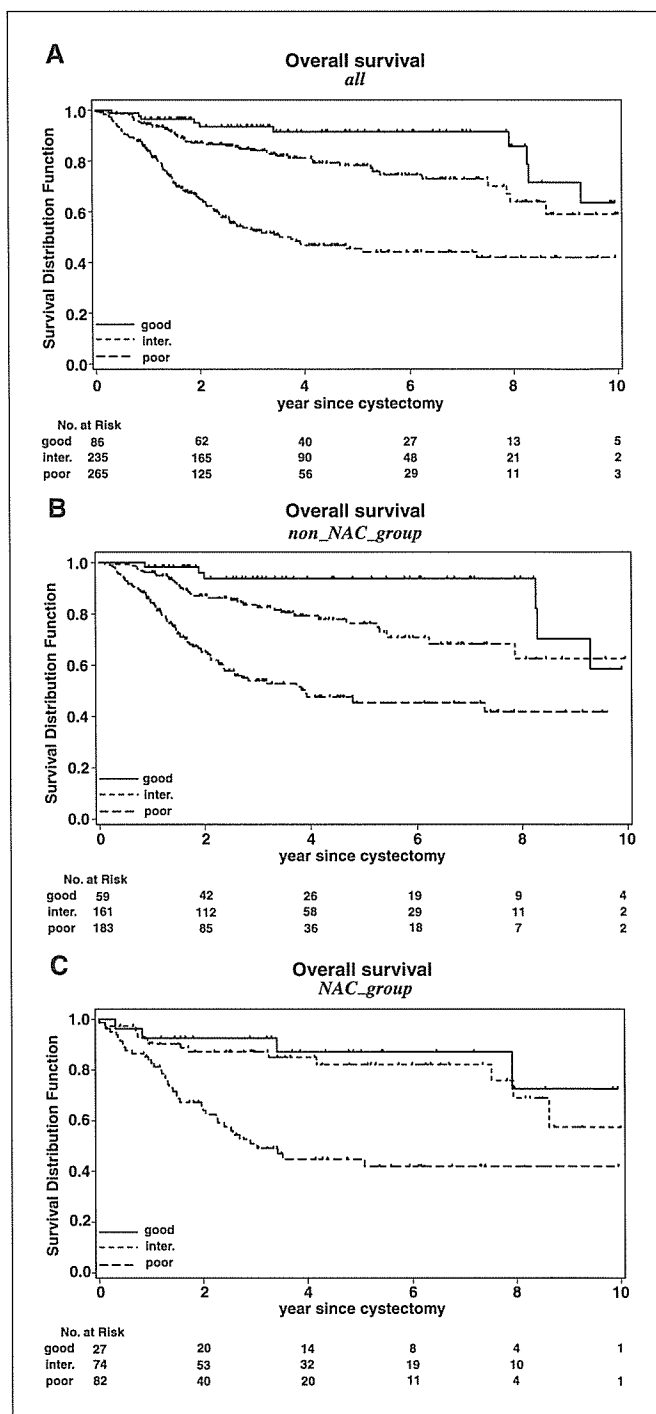 A
Overall survival
all
Survival Distribution Function
1.0
0.8
0.6
0.4
0.2
0.0
good
inter.
poor
0 2 4 6 8 10
year since cystectomy
No. at Risk
good 86 62 40 27 13 5
inter. 235 165 90 48 21 2
poor 265 125 56 29 11 3
B
Overall survival
non_NAC_group
Survival Distribution Function
1.0
0.8
0.6
0.4
0.2
0.0
good
inter.
poor
0 2 4 6 8 10
year since cystectomy
No. at Risk
good 59 42 26 19 9 4
inter. 161 112 58 29 11 2
poor 183 85 36 18 7 2
C
Overall survival
NAC_group
Survival Distribution Function
1.0
0.8
0.6
0.4
0.2
0.0
good
inter.
poor
0 2 4 6 8 10
year since cystectomy
No. at Risk
good 27 20 14 8 4 1
inter. 74 53 32 19 10
poor 82 40 20 11 4 1